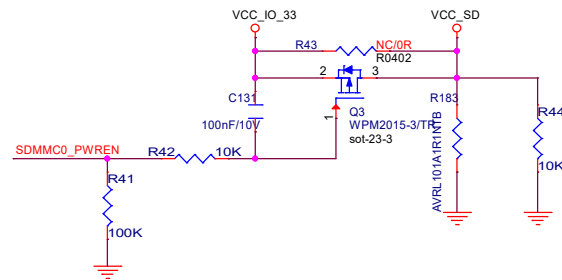 VCC_IO_33
VCC_SD
R43
NC/0R
R0402
2
3
C131
100nF/10V
1
Q3
WPM2015-3/TR
sot-23-3
R183
AVRL101A1R1NTB
R44
10K
SDMMC0_PWREN
R42
10K
R41
100K